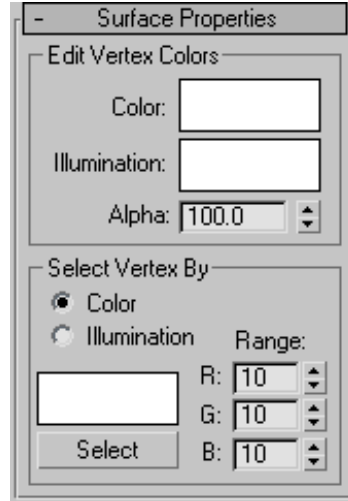 - Surface Properties
Edit Vertex Colors
Color:
Illumination:
Alpha: 100.0
Select Vertex By
Color
Illumination Range:
R: 10
G: 10
Select B: 10